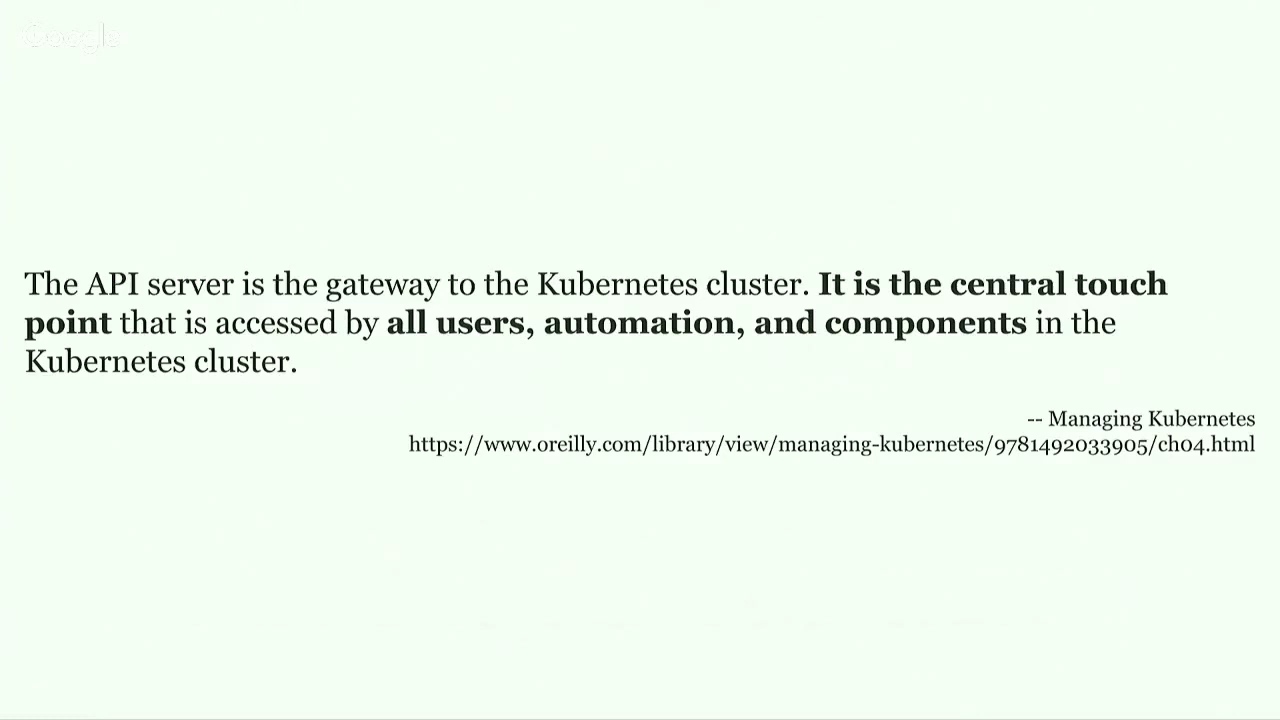 Google
The API server is the gateway to the Kubernetes cluster. It is the central touch
point that is accessed by all users, automation, and components in the
Kubernetes cluster.
-- Managing Kubernetes
https://www.oreilly.com/library/view/managing-kubernetes/9781492033905/ch04.html